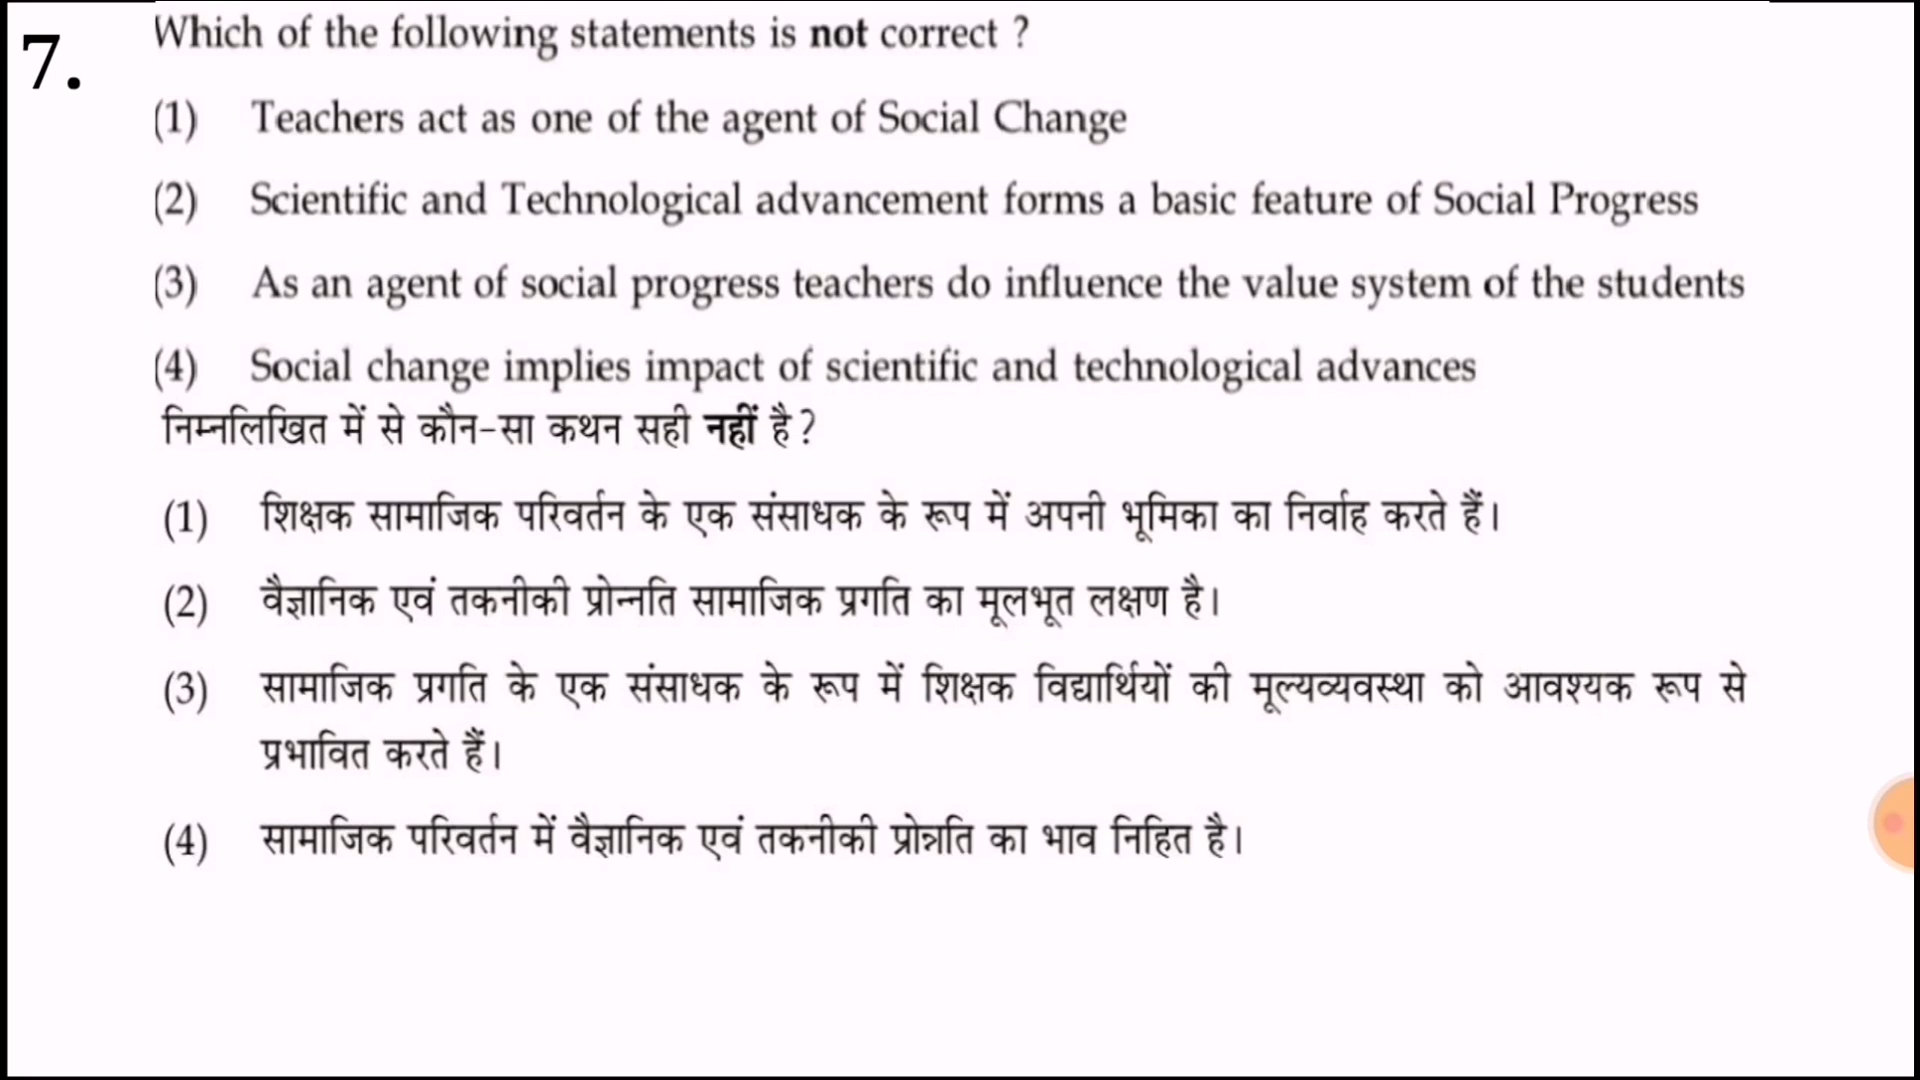 7.
Which of the following statements is not correct ?
(1) Teachers act as one of the agent of Social Change
(2) Scientific and Technological advancement forms a basic feature of Social Progress
(3) As an agent of social progress teachers do influence the value system of the students
(4) Social change implies impact of scientific and technological advances
निम्नलिखित में से कौन-सा कथन सही नहीं है ?
(1) शिक्षक सामाजिक परिवर्तन के एक संसाधक के रूप में अपनी भूमिका का निर्वाह करते हैं।
(2) वैज्ञानिक एवं तकनीकी प्रोन्नति सामाजिक प्रगति का मूलभूत लक्षण है।
(3) सामाजिक प्रगति के एक संसाधक के रूप में शिक्षक विद्यार्थियों की मूल्यव्यवस्था को आवश्यक रूप से
प्रभावित करते हैं।
(4) सामाजिक परिवर्तन में वैज्ञानिक एवं तकनीकी प्रोन्नति का भाव निहित है।